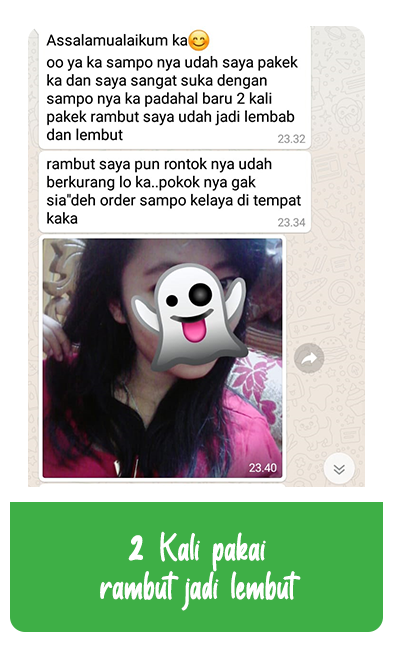 Assalamualaikum ka😊
oo ya ka sampo nya udah saya pakek
ka dan saya sangat suka dengan
sampo nya ka padahal baru 2 kali
pakek rambut saya udah jadi lembab
dan lembut
23.32
rambut saya pun rontok nya udah
berkurang lo ka..pokok nya gak
sia"deh order sampo kelaya di tempat
kaka
23.34
23.40
2 Kali pakai
rambut jadi lembut